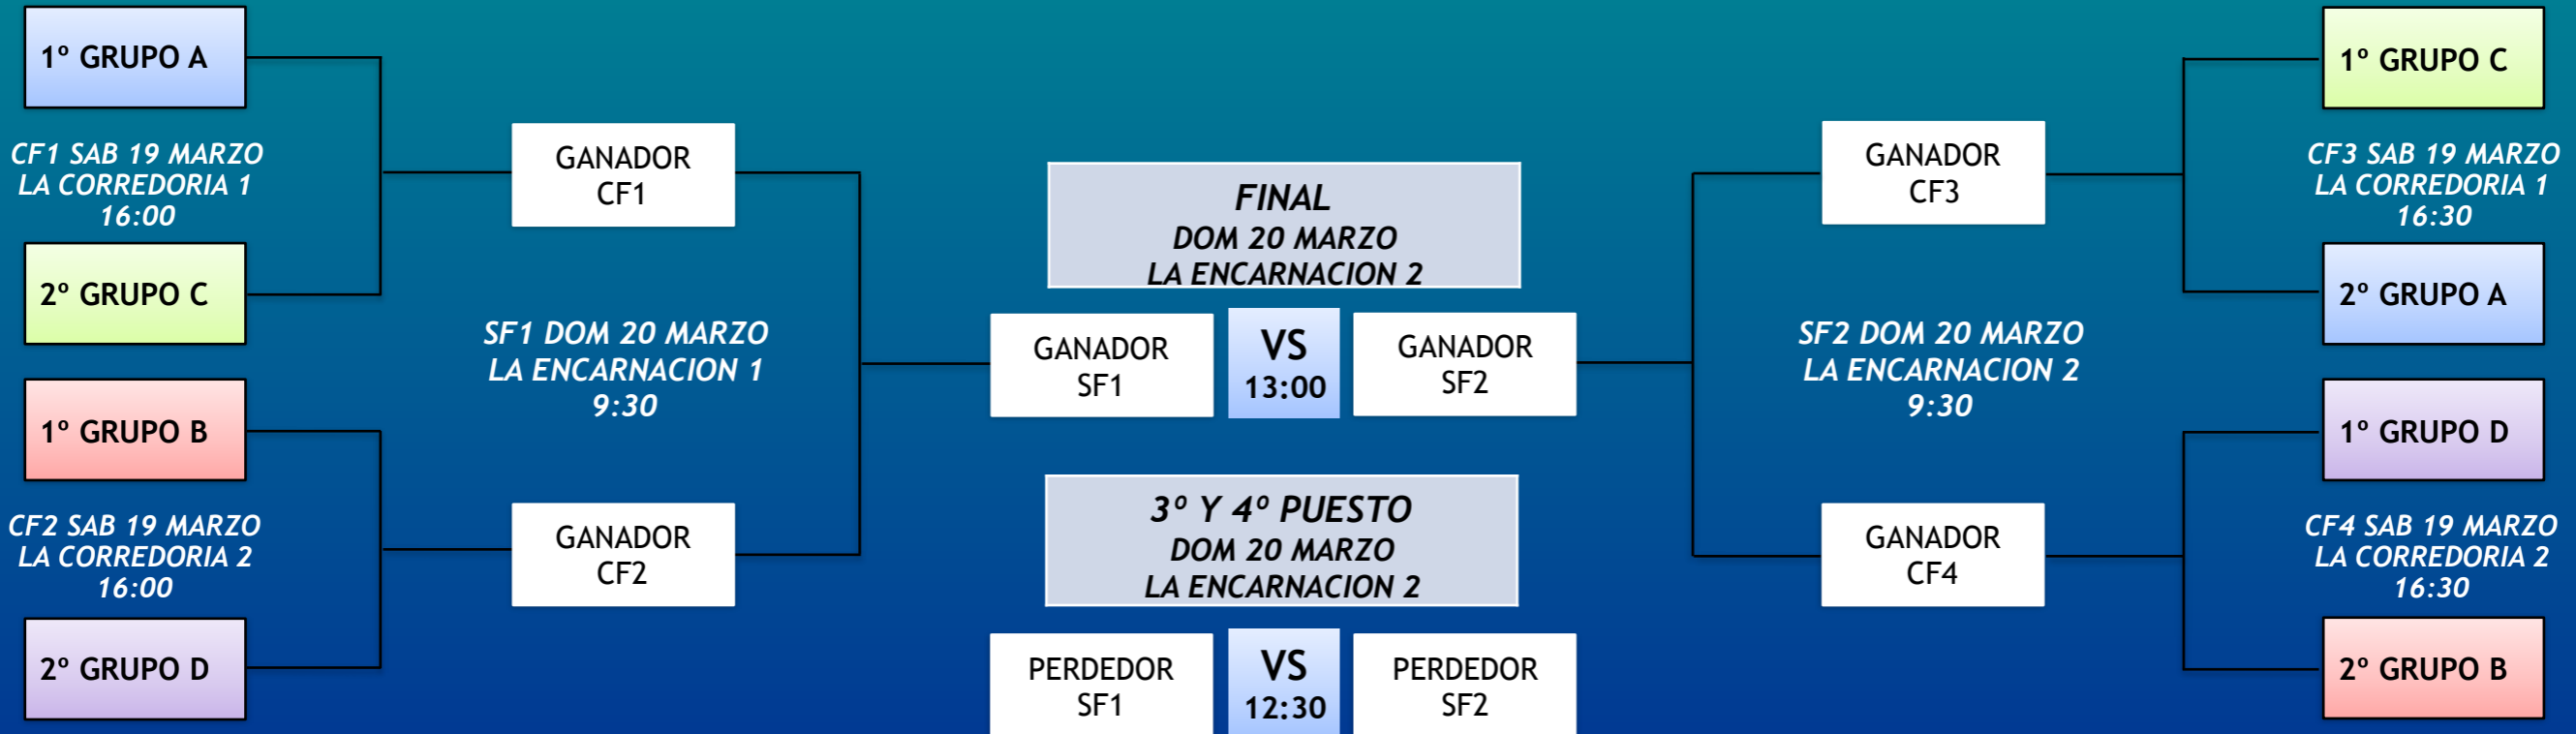 1º GRUPO A
CF1 SAB 19 MARZO
LA CORREDORIA 1
16:00
2º GRUPO C
1º GRUPO B
CF2 SAB 19 MARZO
LA CORREDORIA 2
16:00
2º GRUPO D
GANADOR
CF1
SF1 DOM 20 MARZO
LA ENCARNACION 1
9:30
GANADOR
CF2
FINAL
DOM 20 MARZO
LA ENCARNACION 2
GANADOR
SF1
VS
13:00
GANADOR
SF2
3º Y 4º PUESTO
DOM 20 MARZO
LA ENCARNACION 2
PERDEDOR
SF1
VS
12:30
PERDEDOR
SF2
GANADOR
CF3
SF2 DOM 20 MARZO
LA ENCARNACION 2
9:30
GANADOR
CF4
1º GRUPO C
CF3 SAB 19 MARZO
LA CORREDORIA 1
16:30
2º GRUPO A
1º GRUPO D
CF4 SAB 19 MARZO
LA CORREDORIA 2
16:30
2º GRUPO B